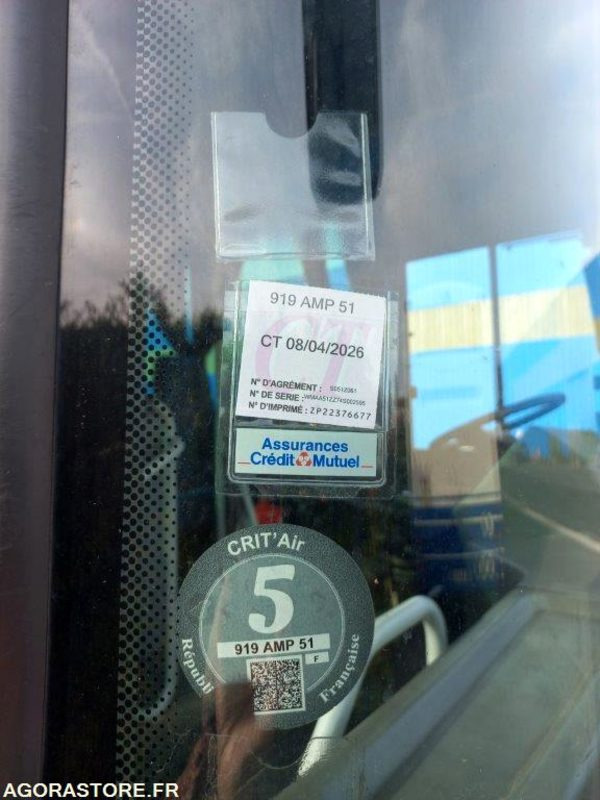 919 AMP 51
CT 08/04/2026
N° D'AGRÉMENT :
N° DE SERIE :
N° D'IMPRIMÉ : ZP22376677
Assurances
Crédit Mutuel
CRIT'Air
5
919 AMP 51
F
Républi
Française
AGORASTORE.FR